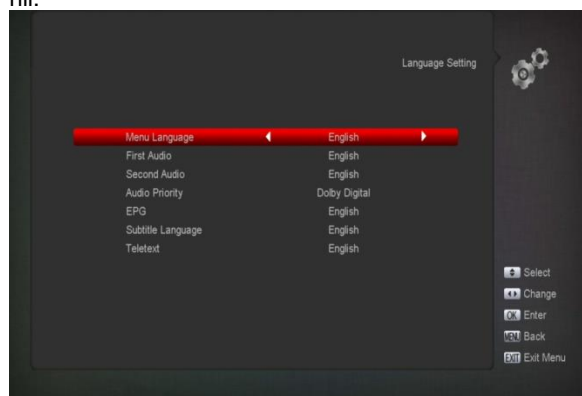 Language Setting
Menu Language English
First Audio English
Second Audio English
Audio Priority Dolby Digital
EPG English
Subtitle Language English
Teletext English
Select
Change
OK Enter
MENU Back
EXIT Exit Menu